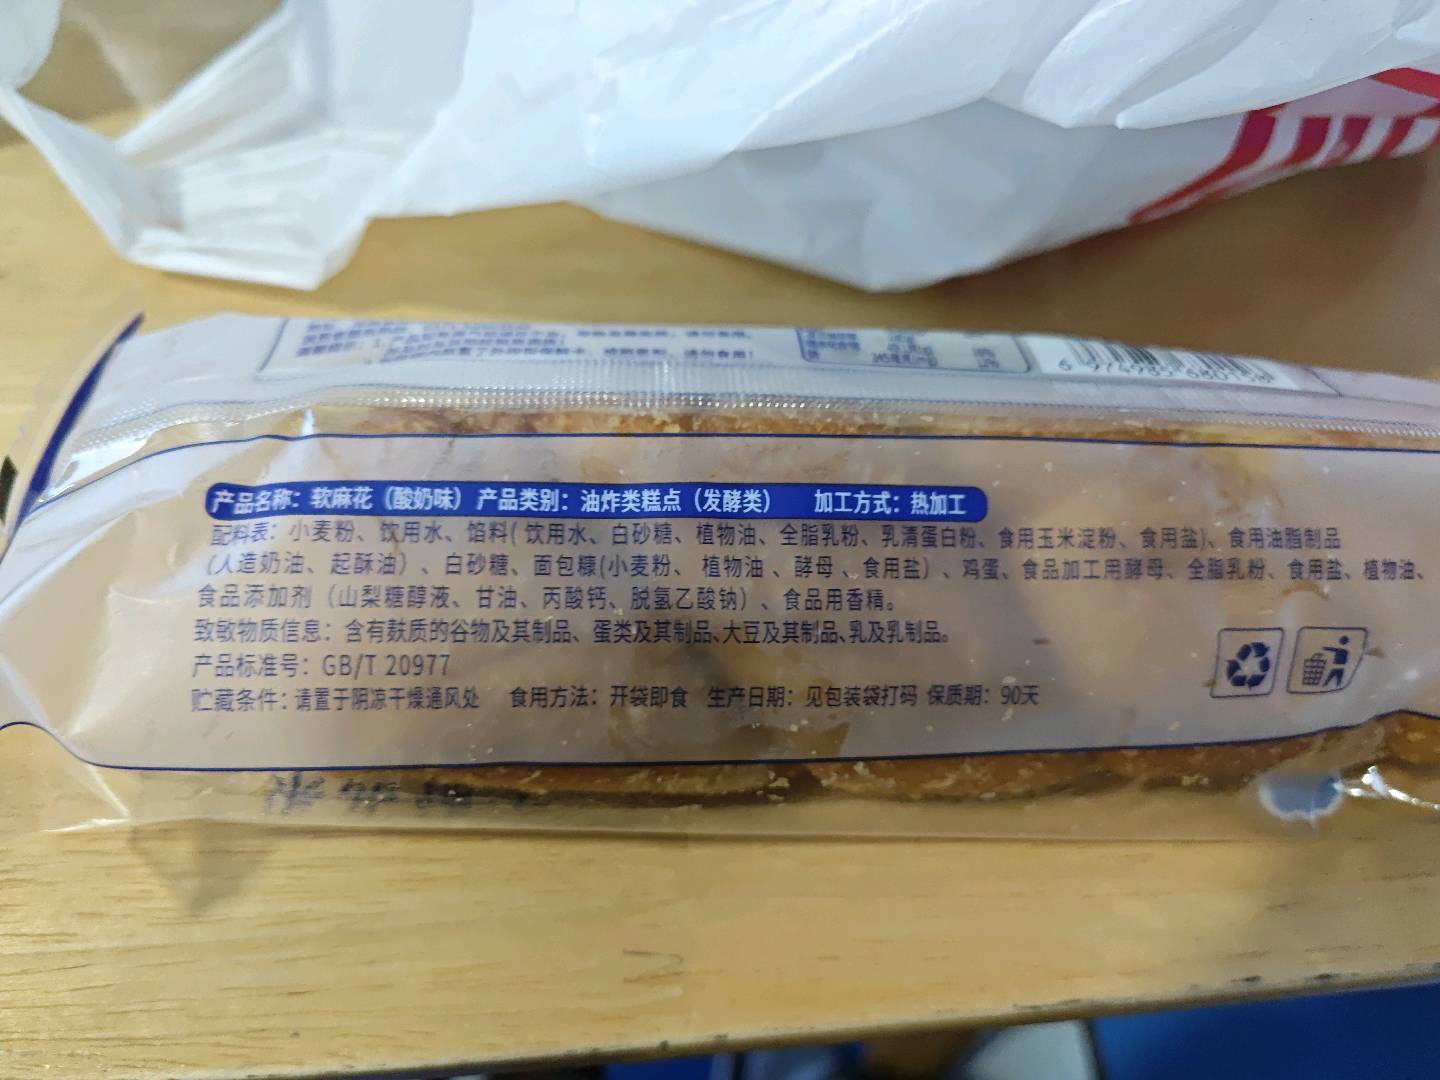 6 974985 680158
产品名称：软麻花（酸奶味） 产品类别：油炸类糕点（发酵类） 加工方式：热加工
配料表：小麦粉、饮用水、馅料( 饮用水、白砂糖、植物油、全脂乳粉、乳清蛋白粉、食用玉米淀粉、食用盐)、食用油脂制品
（人造奶油、起酥油）、白砂糖、面包糠(小麦粉、植物油、酵母、食用盐）、鸡蛋、食品加工用酵母、全脂乳粉、食用盐、植物油、
食品添加剂（山梨糖醇液、甘油、丙酸钙、脱氢乙酸钠）、食品用香精。
致敏物质信息：含有麸质的谷物及其制品、蛋类及其制品、大豆及其制品、乳及乳制品。
产品标准号：GB/T 20977
贮藏条件：请置于阴凉干燥通风处 食用方法：开袋即食 生产日期：见包装袋打码 保质期：90天